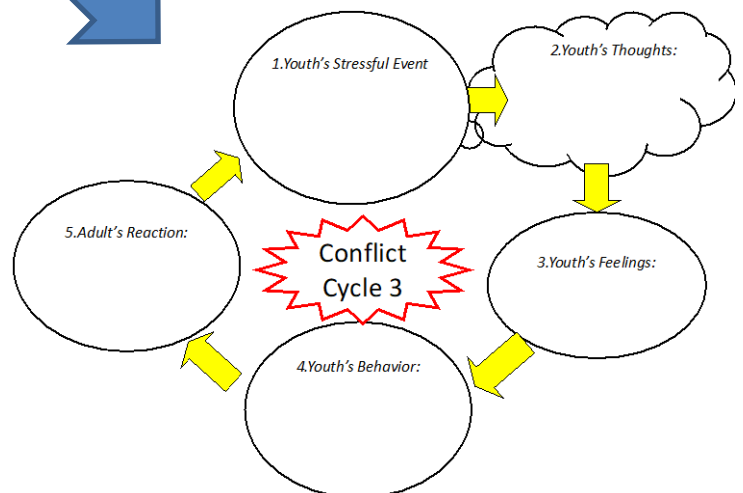 1.Youth's Stressful Event
2.Youth's Thoughts:
3.Youth's Feelings:
4.Youth's Behavior:
5.Adult's Reaction:
Conflict
Cycle 3